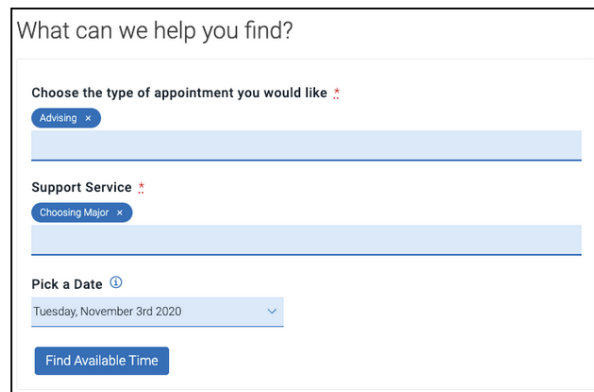 What can we help you find?
Choose the type of appointment you would like *
Advising ×
Support Service *
Choosing Major ×
Pick a Date ⓘ
Tuesday, November 3rd 2020
Find Available Time